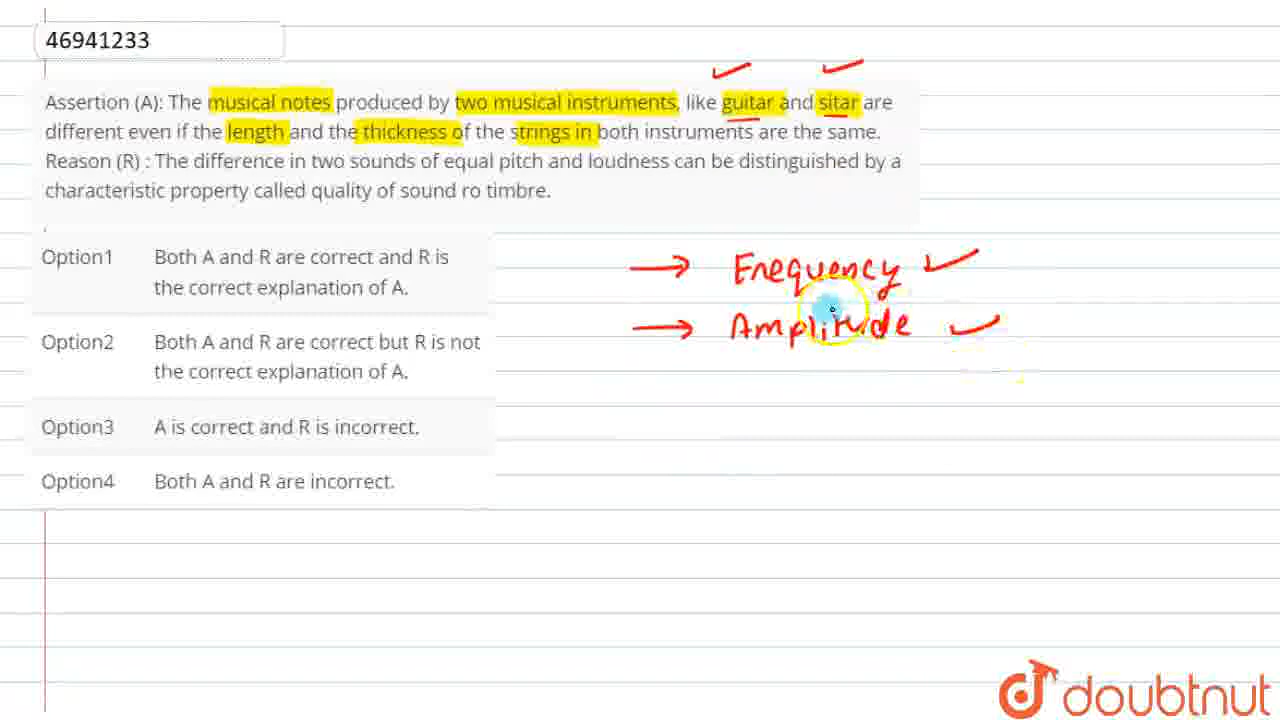 46941233
Assertion (A): The musical notes produced by two musical instruments, like guitar and sitar are
different even if the length and the thickness of the strings in both instruments are the same.
Reason (R) : The difference in two sounds of equal pitch and loudness can be distinguished by a
characteristic property called quality of sound ro timbre.
Option1 Both A and R are correct and R is
the correct explanation of A.
Option2 Both A and R are correct but R is not
the correct explanation of A.
Option3 A is correct and R is incorrect.
Option4 Both A and R are incorrect.
→ Frequency ✓
→ Amplitude ✓
doubtnut